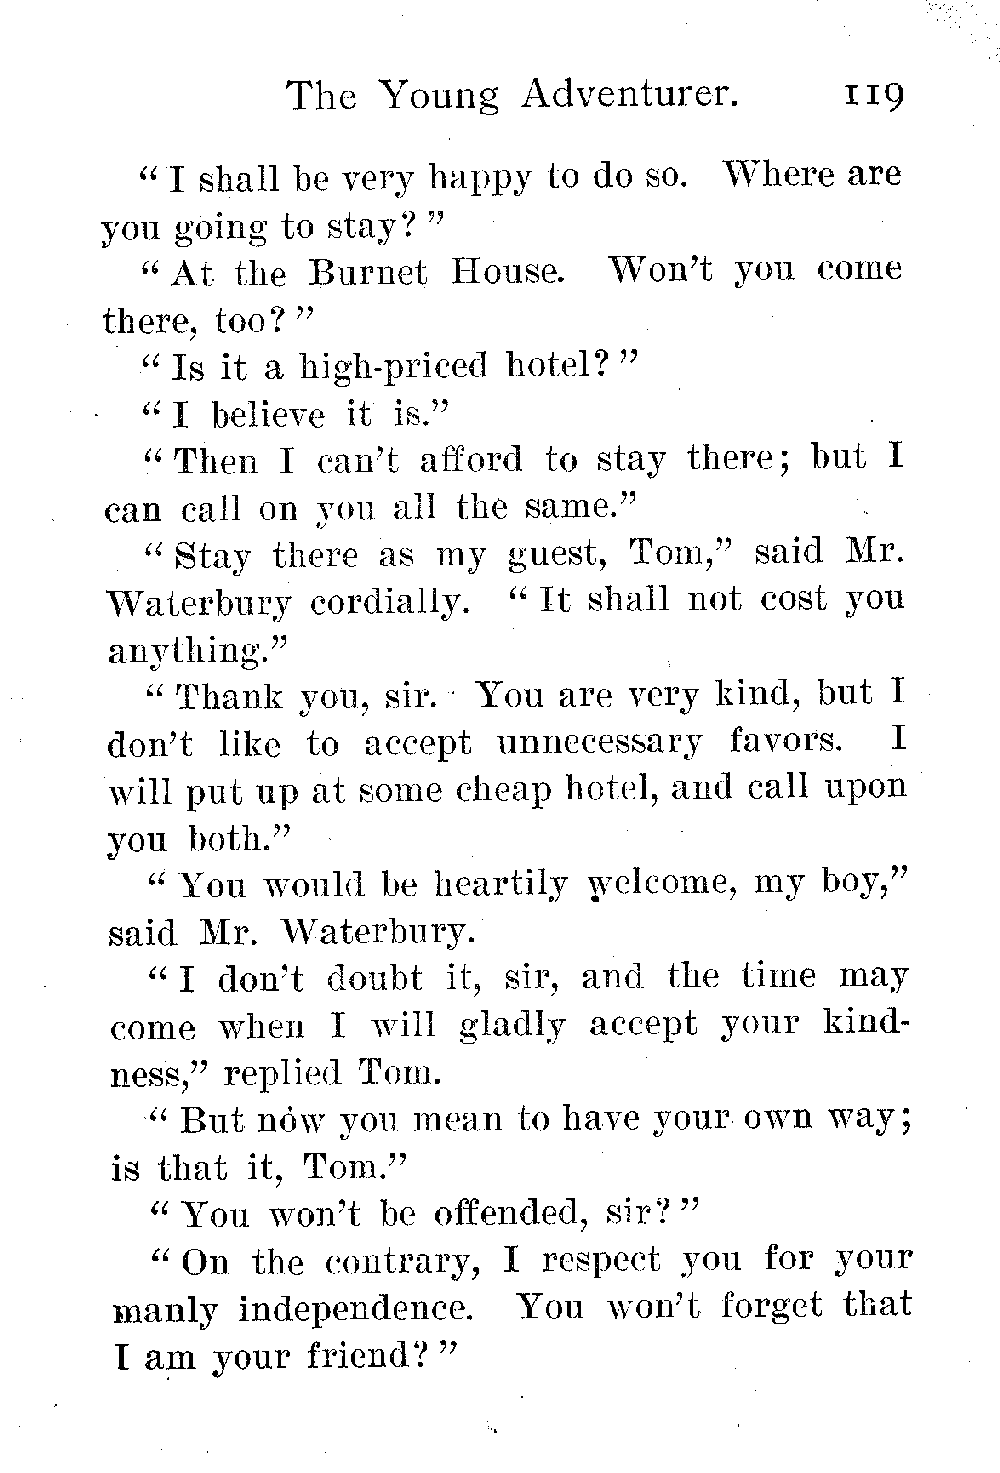 The Young Adventurer. 119
“ I shall be very happy to do so. Where are
you going to stay? ”
“ At the Burnet House. Won’t you come
there, too? ”
“ Is it a high-priced hotel? ”
“ I believe it is.”
“ Then I can’t afford to stay there; but I
can call on you all the same.”
“ Stay there as my guest, Tom,” said Mr.
Waterbury cordially. “ It shall not cost you
anything.”
“ Thank you, sir. You are very kind, but I
don’t like to accept unnecessary favors. I
will put up at some cheap hotel, and call upon
you both.”
“ You would be heartily welcome, my boy,”
said Mr. Waterbury.
“ I don’t doubt it, sir, and the time may
come when I will gladly accept your kind-
ness,” replied Tom.
“ But now you mean to have your own way;
is that it, Tom.”
“ You won’t be offended, sir? ”
“ On the contrary, I respect you for your
manly independence. You won’t forget that
I am your friend? ”